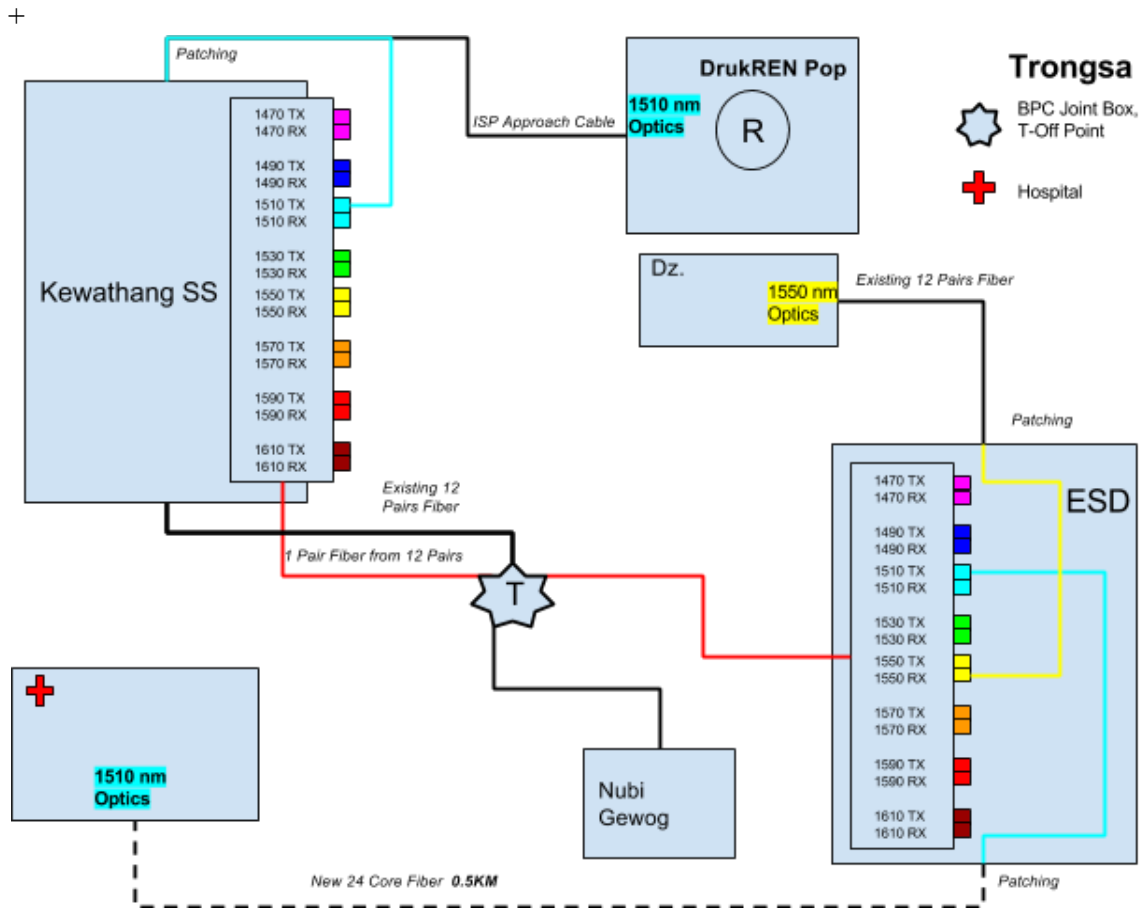 +
Patching
DrukREN Pop
1510 nm
Optics
R
ISP Approach Cable
Trongsa
BPC Joint Box,
T-Off Point
Hospital
Kewathang SS
1470 TX
1470 RX
1490 TX
1490 RX
1510 TX
1510 RX
1530 TX
1530 RX
1550 TX
1550 RX
1570 TX
1570 RX
1590 TX
1590 RX
1610 TX
1610 RX
Dz.
1550 nm
Optics
Existing 12 Pairs Fiber
Patching
Existing 12
Pairs Fiber
1 Pair Fiber from 12 Pairs
T
ESD
1470 TX
1470 RX
1490 TX
1490 RX
1510 TX
1510 RX
1530 TX
1530 RX
1550 TX
1550 RX
1570 TX
1570 RX
1590 TX
1590 RX
1610 TX
1610 RX
1510 nm
Optics
Nubi
Gewog
New 24 Core Fiber 0.5KM
Patching